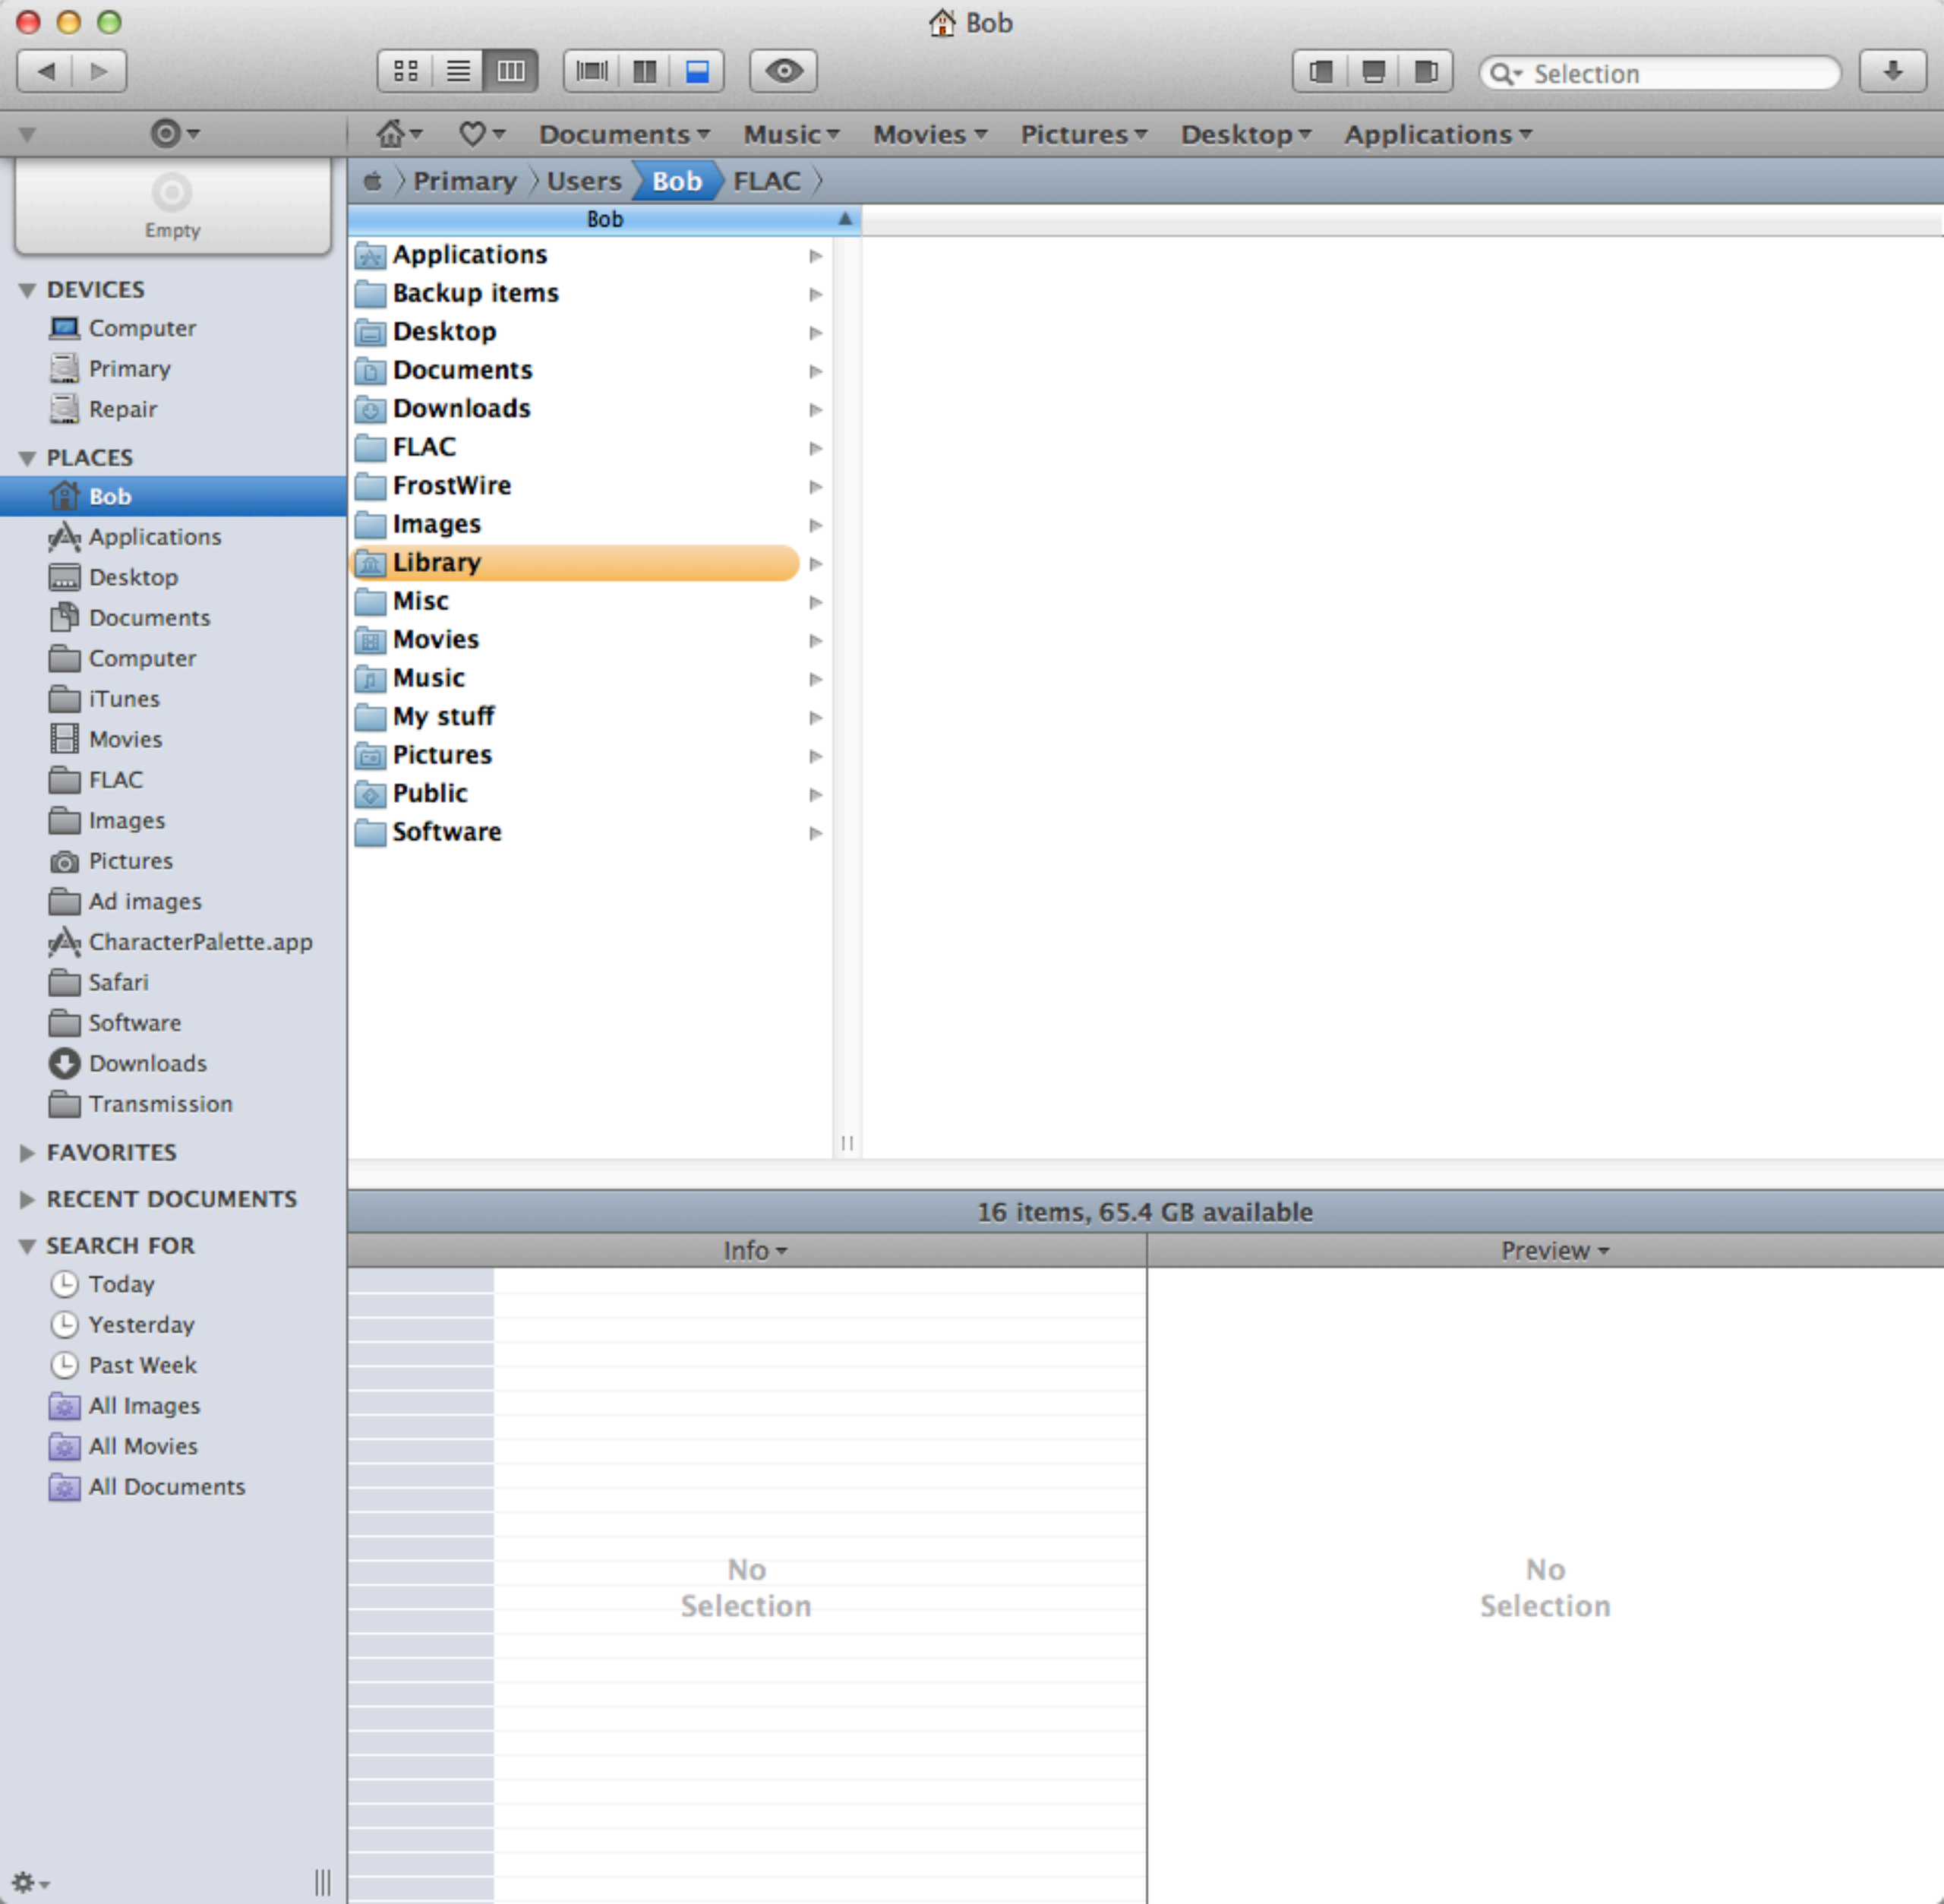 Bob
Selection
Documents Music Movies Pictures Desktop Applications
Primary Users Bob FLAC
Empty
DEVICES
Computer
Primary
Repair
PLACES
Bob
Applications
Desktop
Documents
Computer
iTunes
Movies
FLAC
Images
Pictures
Ad images
CharacterPalette.app
Safari
Software
Downloads
Transmission
FAVORITES
RECENT DOCUMENTS
SEARCH FOR
Today
Yesterday
Past Week
All Images
All Movies
All Documents
Bob
Applications
Backup items
Desktop
Documents
Downloads
FLAC
FrostWire
Images
Library
Misc
Movies
Music
My stuff
Pictures
Public
Software
16 items, 65.4 GB available
Info
No
Selection
Preview
No
Selection